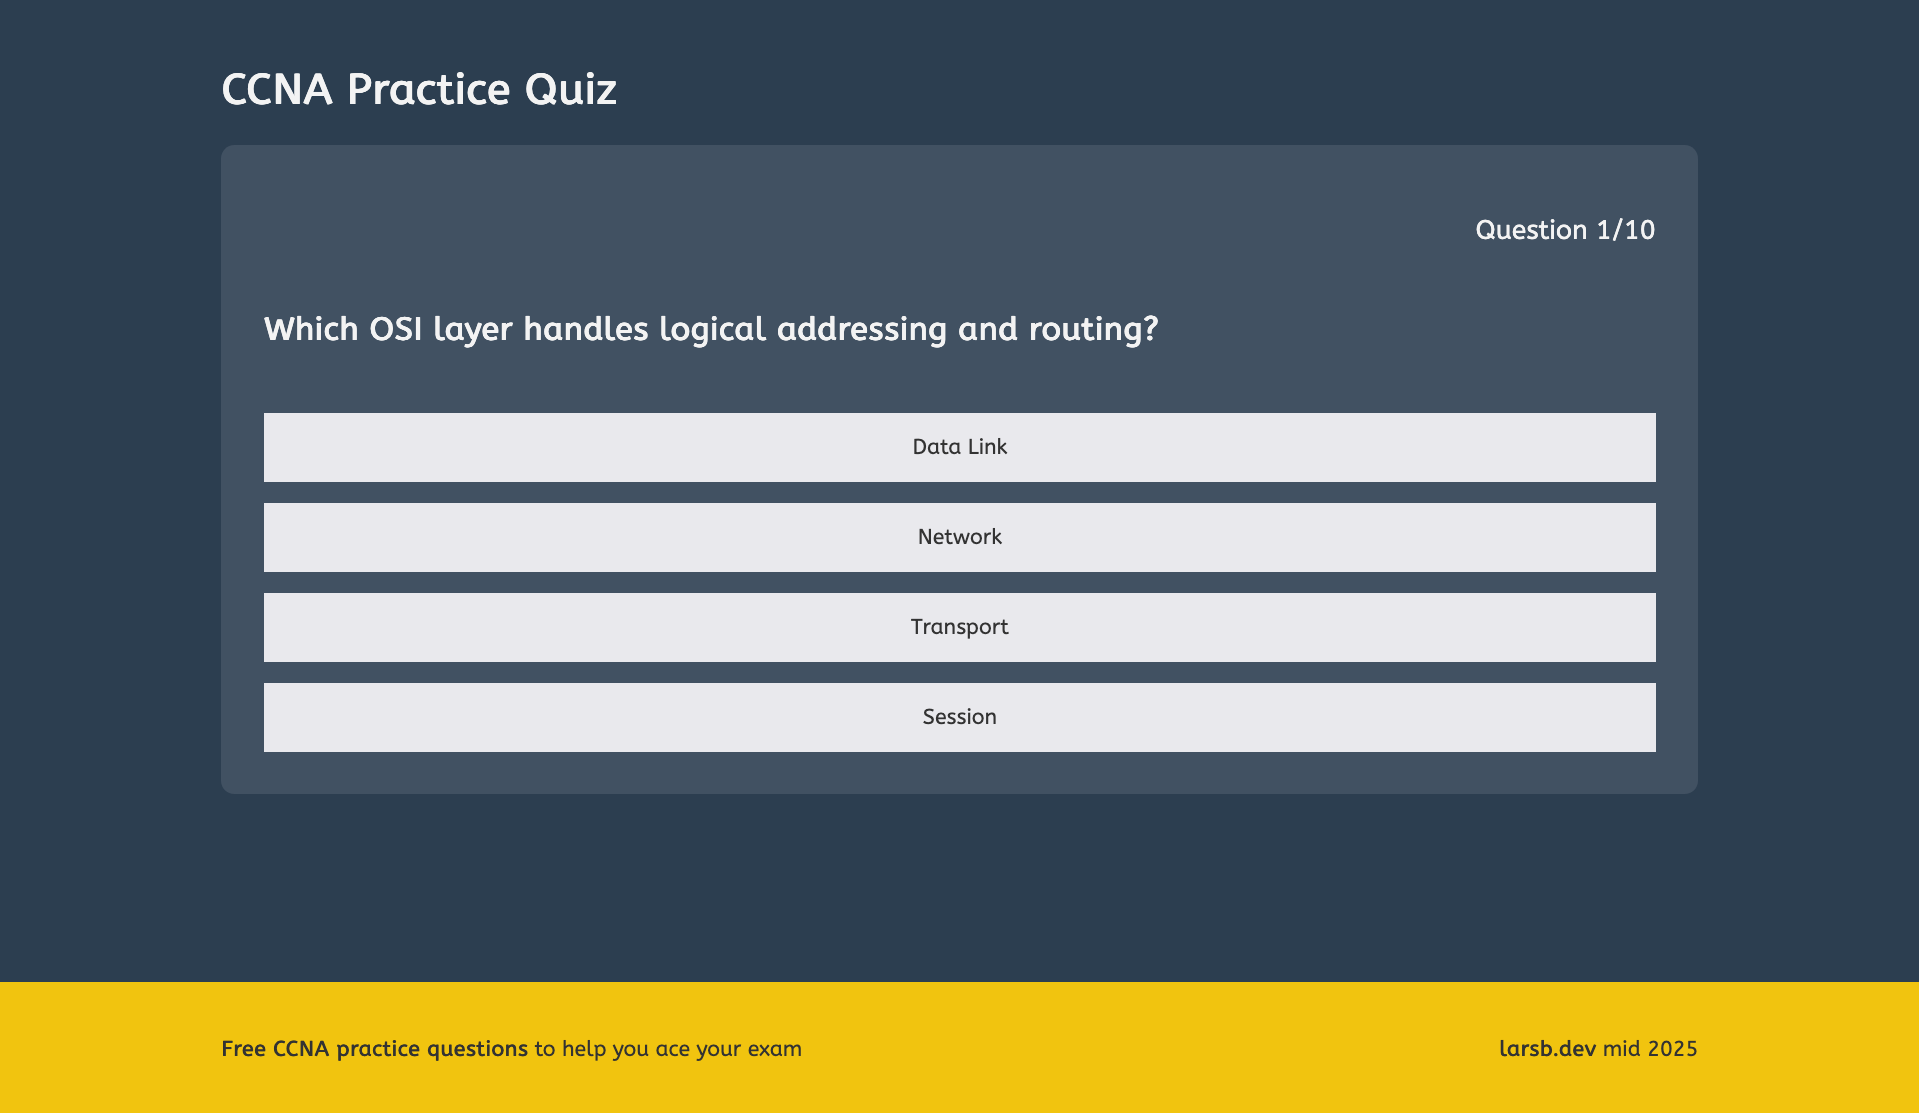 CCNA Practice Quiz
Question 1/10
Which OSI layer handles logical addressing and routing?
Data Link
Network
Transport
Session
Free CCNA practice questions to help you ace your exam
larsb.dev mid 2025